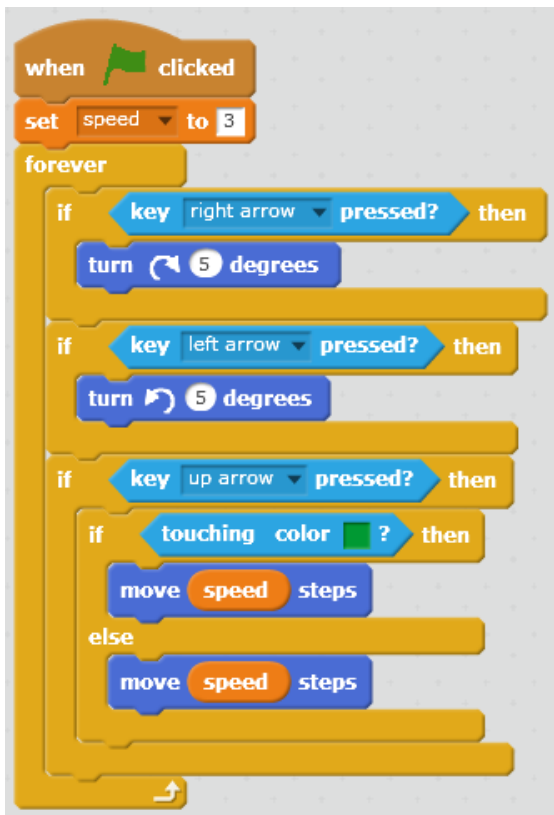 when clicked
set speed to 3
forever
if key right arrow pressed? then
turn 5 degrees
if key left arrow pressed? then
turn 5 degrees
if key up arrow pressed? then
if touching color ? then
move speed steps
else
move speed steps